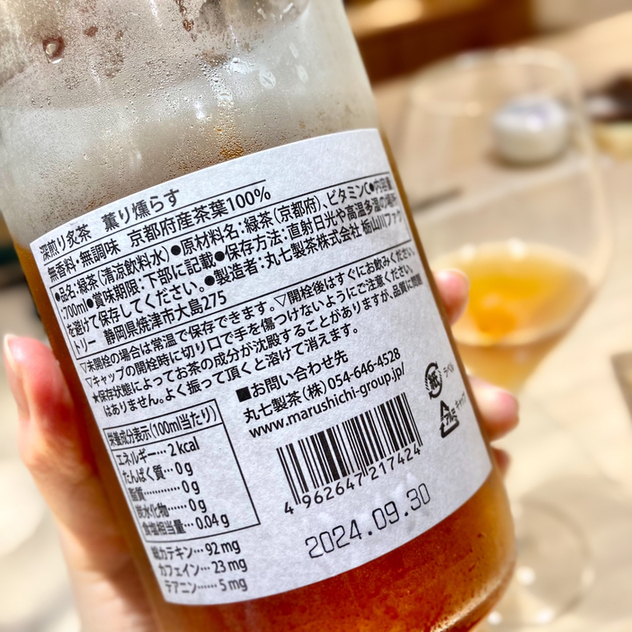 深煎り炙茶　薫り燻らす
無香料・無調味　京都府産茶葉100%
●品名:緑茶(清涼飲料水)●原材料名:緑茶(京都府)、ビタミンC●内容量
:700ml●賞味期限:下部に記載●保存方法:直射日光や高温多湿の場所
を避けて保存してください。●製造者:丸七製茶株式会社 栃山川ファク
トリー　静岡県焼津市大島275
▽未開栓の場合は常温で保存できます。▽開栓後はすぐにお飲みください。
▽キャップの開栓時に切り口で手を傷つけないようにご注意ください。
★保存状態によってお茶の成分が沈殿することがありますが、品質に問題
はありません。よく振って頂くと溶けて消えます。
栄養成分表示(100ml当たり)
エネルギー…2kcal
たんぱく質…0g
脂質………0g
炭水化物…0g
食塩相当量…0.04g
総カテキン…92mg
カフェイン…23mg
テアニン……5mg
■お問い合わせ先
丸七製茶(株)054-646-4528
www.marushichi-group.jp/
紙
ラベル
アルミ
キャップ
4 962647 217424
2024.09.30